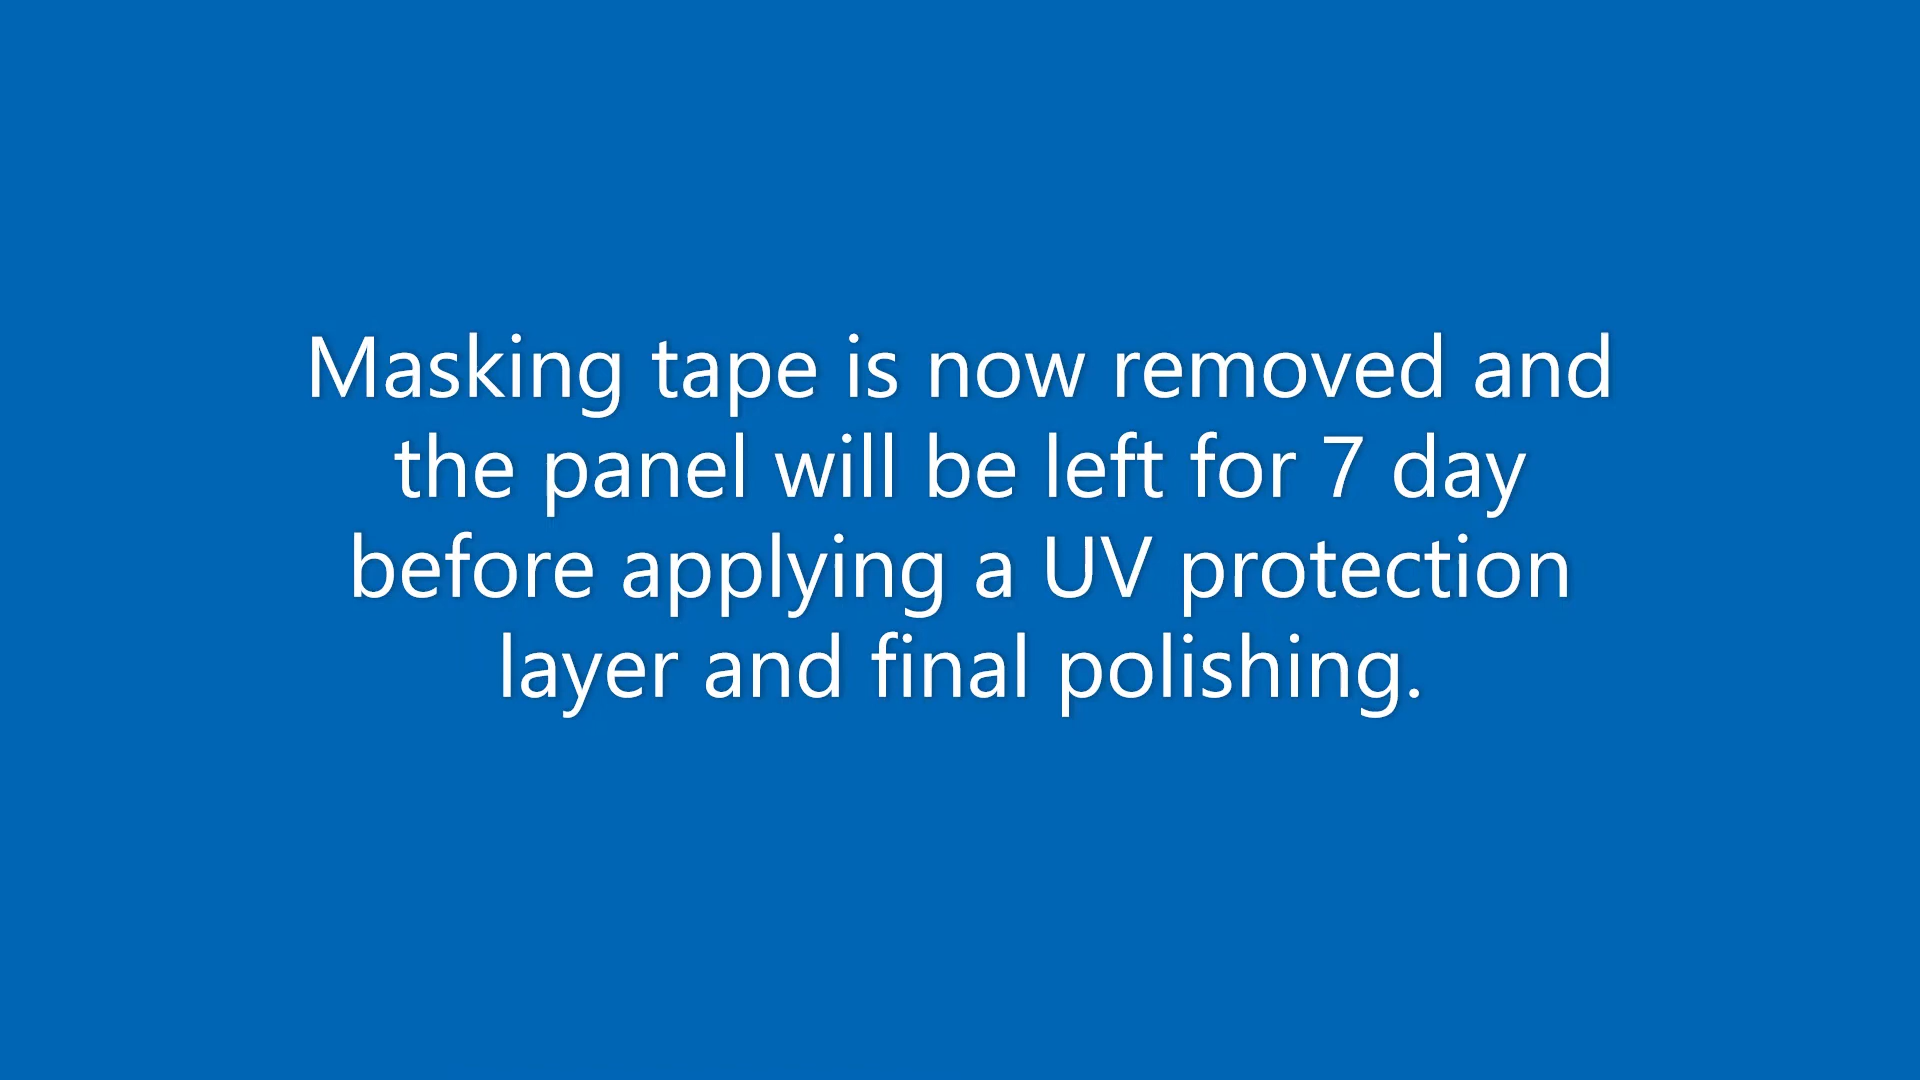 Masking tape is now removed and
the panel will be left for 7 day
before applying a UV protection
layer and final polishing.